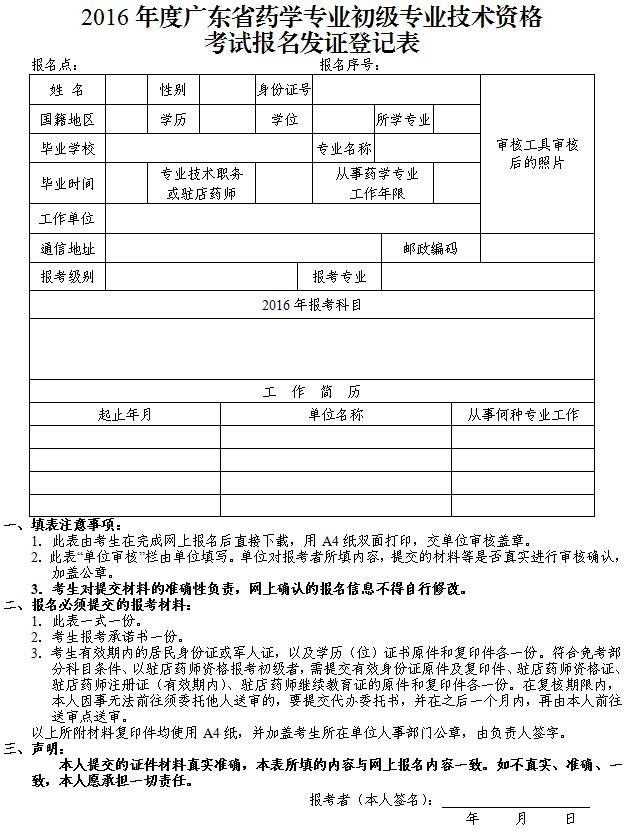 2016 年度广东省药学专业初级专业技术资格
考试报名发证登记表
报名点： 报名序号：
姓 名 性别 身份证号
国籍地区 学历 学位 所学专业
毕业学校 专业名称
审核工具审核
后的照片
毕业时间 专业技术职务
或驻店药师 从事药学专业
工作年限
工作单位
通信地址 邮政编码
报考级别 报考专业
2016 年报考科目
工 作 简 历
起止年月 单位名称 从事何种专业工作
一、填表注意事项：
1．此表由考生在完成网上报名后直接下载，用 A4 纸双面打印，交单位审核盖章。
2．此表“单位审核”栏由单位填写。单位对报考者所填内容，提交的材料等是否真实进行审核确认，
加盖公章。
3．考生对提交材料的准确性负责，网上确认的报名信息不得自行修改。
二、报名必须提交的报考材料：
1．此表一式一份。
2．考生报考承诺书一份。
3．考生有效期内的居民身份证或军人证，以及学历（位）证书原件和复印件各一份。符合免考部
分科目条件、以驻店药师资格报考初级者，需提交有效身份证原件及复印件、驻店药师资格证、
驻店药师注册证（有效期内）、驻店药师继续教育证的原件和复印件各一份。在复核期限内，
本人因事无法前往须委托他人送审的，要提交代办委托书，并在之后一个月内，再由本人前往
送审点送审。
以上所附材料复印件均使用 A4 纸，并加盖考生所在单位人事部门公章，由负责人签字。
三、声明：
本人提交的证件材料真实准确，本表所填的内容与网上报名内容一致。如不真实、准确、一
致，本人愿承担一切责任。
报考者（本人签名）：
年 月 日